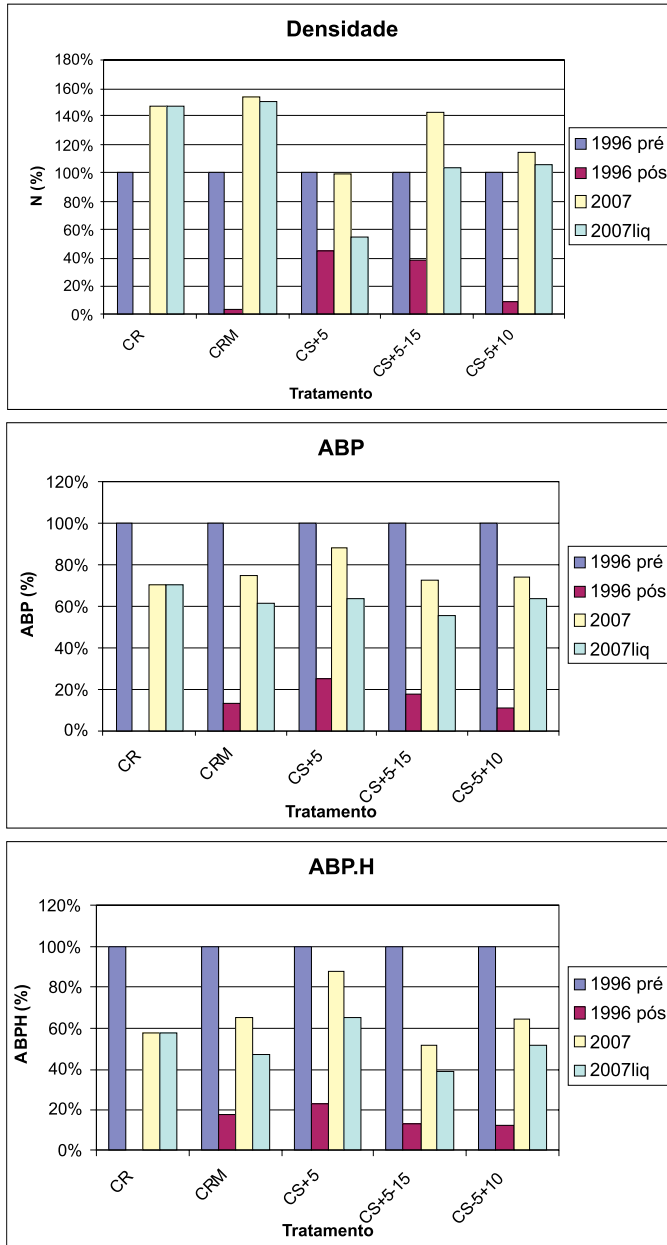 Densidade
180%
160%
140%
120%
100%
80%
60%
40%
20%
0%
N (%)
CR
CRM
CS+5
CS+5-15
CS-5+10
Tratamento
1996 pré
1996 pós
2007
2007liq
ABP
120%
100%
80%
60%
40%
20%
0%
ABP (%)
CR
CRM
CS+5
CS+5-15
CS-5+10
Tratamento
1996 pré
1996 pós
2007
2007liq
ABP.H
120%
100%
80%
60%
40%
20%
0%
ABPH (%)
CR
CRM
CS+5
CS+5-15
CS-5+10
Tratamento
1996 pré
1996 pós
2007
2007liq